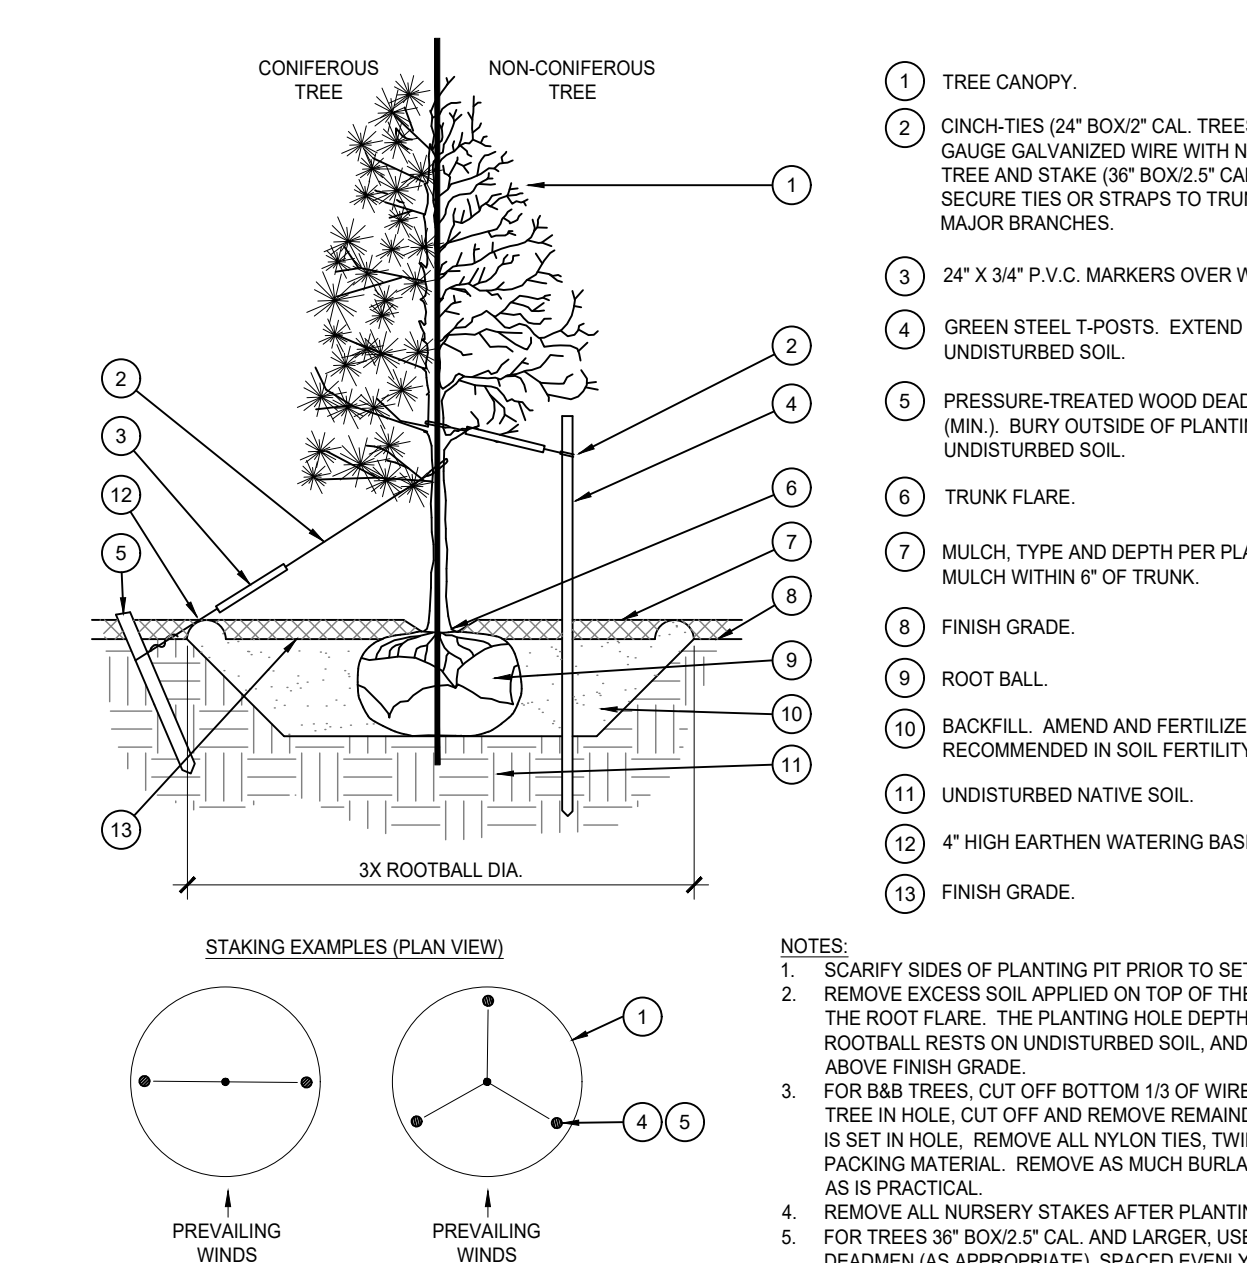 CONIFEROUS
TREE
NON-CONIFEROUS
TREE
1
2
4
6
7
8
9
10
11
2
3
12
5
13
3X ROOTBALL DIA.
1 TREE CANOPY.
2 CINCH-TIES (24" BOX/2" CAL. TREES
GAUGE GALVANIZED WIRE WITH N
TREE AND STAKE (36" BOX/2.5" CAL
SECURE TIES OR STRAPS TO TRUN
MAJOR BRANCHES.
3 24" X 3/4" P.V.C. MARKERS OVER W
4 GREEN STEEL T-POSTS. EXTEND
UNDISTURBED SOIL.
5 PRESSURE-TREATED WOOD DEAD
(MIN.). BURY OUTSIDE OF PLANTIN
UNDISTURBED SOIL.
6 TRUNK FLARE.
7 MULCH, TYPE AND DEPTH PER PLA
MULCH WITHIN 6" OF TRUNK.
8 FINISH GRADE.
9 ROOT BALL.
10 BACKFILL. AMEND AND FERTILIZE
RECOMMENDED IN SOIL FERTILITY
11 UNDISTURBED NATIVE SOIL.
12 4" HIGH EARTHEN WATERING BASI
13 FINISH GRADE.
STAKING EXAMPLES (PLAN VIEW)
1
4 5
PREVAILING
WINDS
PREVAILING
WINDS
NOTES:
1. SCARIFY SIDES OF PLANTING PIT PRIOR TO SET
2. REMOVE EXCESS SOIL APPLIED ON TOP OF THE
THE ROOT FLARE. THE PLANTING HOLE DEPTH
ROOTBALL RESTS ON UNDISTURBED SOIL, AND
ABOVE FINISH GRADE.
3. FOR B&B TREES, CUT OFF BOTTOM 1/3 OF WIRE
TREE IN HOLE, CUT OFF AND REMOVE REMAIND
IS SET IN HOLE, REMOVE ALL NYLON TIES, TWI
PACKING MATERIAL. REMOVE AS MUCH BURLA
AS IS PRACTICAL.
4. REMOVE ALL NURSERY STAKES AFTER PLANTIN
5. FOR TREES 36" BOX/2.5" CAL. AND LARGER, USE
DEADMEN (AS APPROPRIATE) SPACED EVENLY